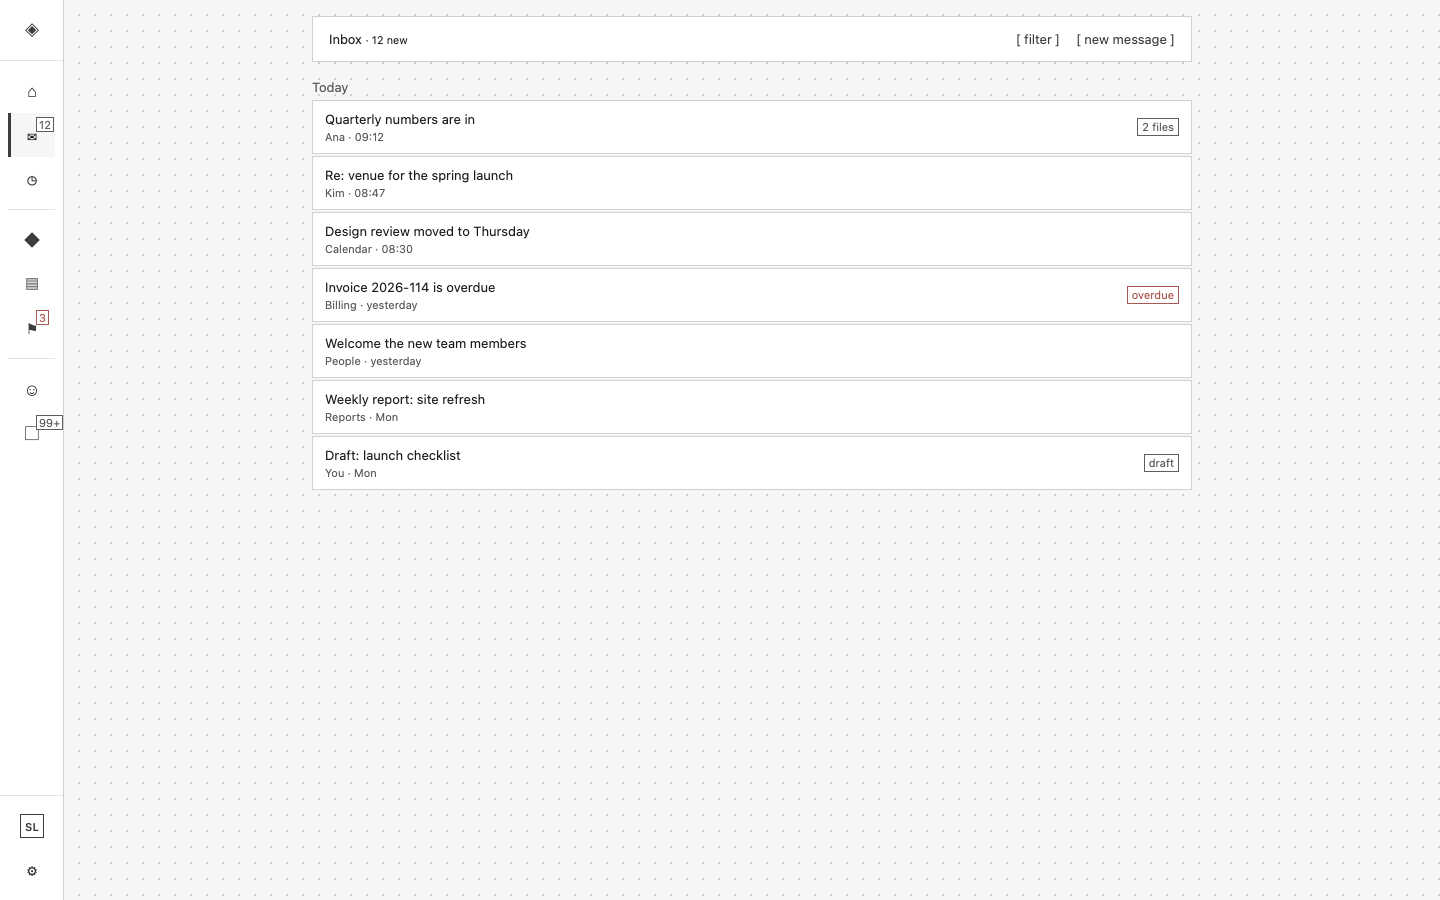 12
3
99+
SL
Inbox · 12 new
[ filter ] [ new message ]
Today
Quarterly numbers are in
Ana · 09:12
2 files
Re: venue for the spring launch
Kim · 08:47
Design review moved to Thursday
Calendar · 08:30
Invoice 2026-114 is overdue
Billing · yesterday
overdue
Welcome the new team members
People · yesterday
Weekly report: site refresh
Reports · Mon
Draft: launch checklist
You · Mon
draft